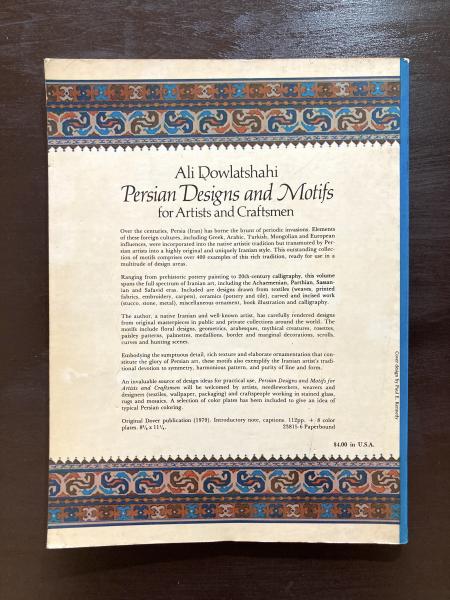 Ali Dowlatshahi
Persian Designs and Motifs
for Artists and Craftsmen
Over the centuries, Persia (Iran) has borne the brunt of periodic invasions. Elements
of these foreign cultures, including Greek, Arabic, Turkish, Mongolian and European
influences, were incorporated into the native artistic tradition but transmuted by Per-
sian artists into a highly original and uniquely Iranian style. This outstanding collec-
tion of motifs comprises over 400 examples of this rich tradition, ready for use in a
multitude of design areas.
Ranging from prehistoric pottery painting to 20th-century calligraphy, this volume
spans the full spectrum of Iranian art, including the Achaemenian, Parthian, Sassan-
ian and Safavid eras. Included are designs drawn from textiles (weaves, printed
fabrics, embroidery, carpets), ceramics (pottery and tile), carved and incised work
(stucco, stone, metal), miscellaneous ornament, book illustration and calligraphy.
The author, a native Iranian and well-known artist, has carefully rendered designs
from original masterpieces in public and private collections around the world. The
motifs include floral designs, geometrics, arabesques, mythical creatures, rosettes,
paisley patterns, palmettes, medallions, border and marginal decorations, scrolls,
curves and hunting scenes.
Embodying the sumptuous detail, rich texture and elaborate ornamentation that con-
stitute the glory of Persian art, these motifs also exemplify the Iranian artist's tradi-
tional devotion to symmetry, harmonious pattern, and purity of line and form.
An invaluable source of design ideas for practical use, Persian Designs and Motifs for
Artists and Craftsmen will be welcomed by artists, needleworkers, weavers and
designers (textiles, wallpaper, packaging) and craftspeople working in stained glass,
rugs and mosaics. A selection of color plates has been included to give an idea of
typical Persian coloring.
Original Dover publication (1979). Introductory note, captions. 112pp. + 8 color
plates. 8¼ x 11¼. 23815-6 Paperbound
$4.00 in U.S.A.
Cover design by Paul E. Kennedy